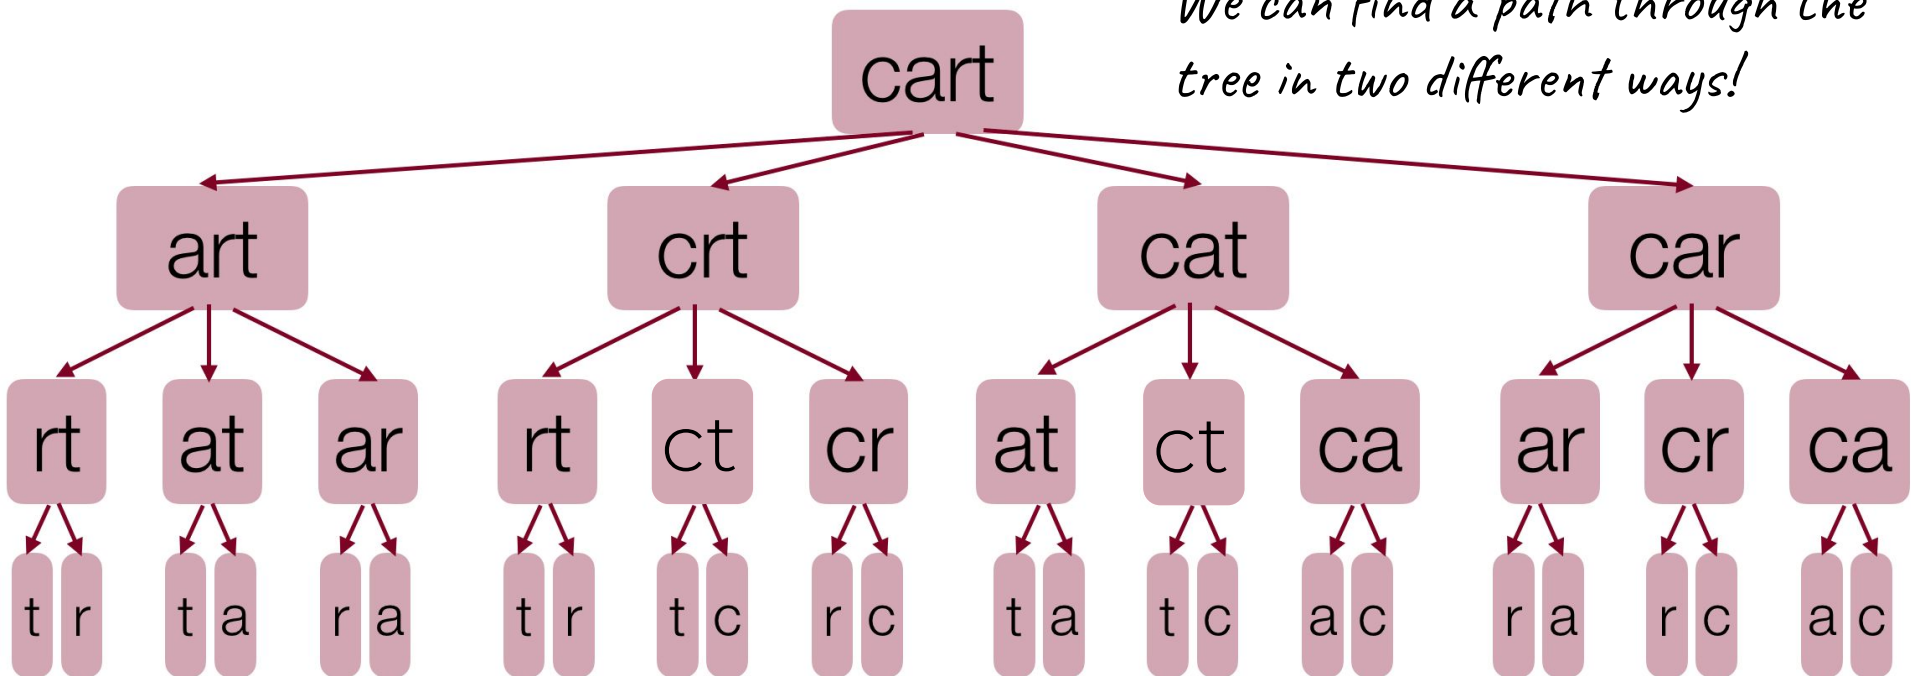 We can find a path through the
tree in two different ways!
cart
art crt cat car
rt at ar rt ct cr at ct ca ar cr ca
t r t a r a t r t c r c t a t c a c r a r c a c